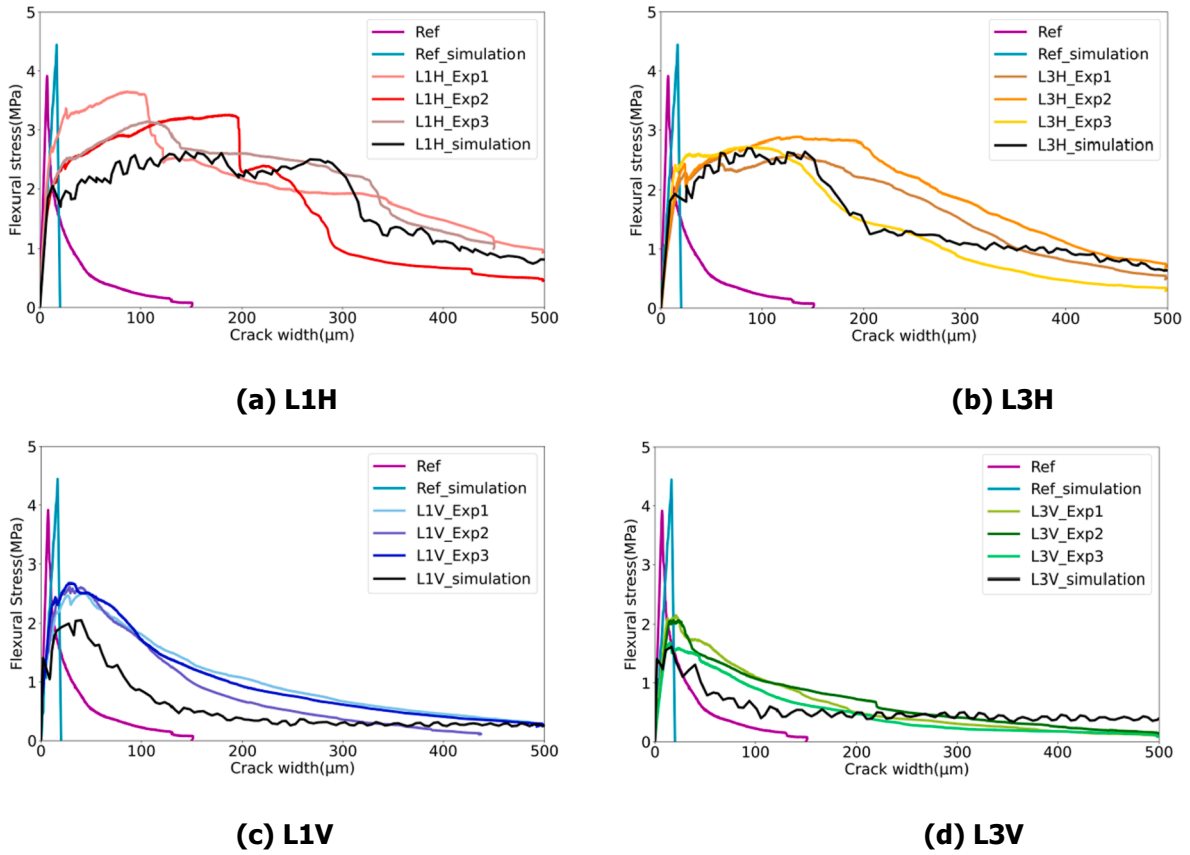 5
4
3
2
1
0
Flexural stress(MPa)
Ref
Ref_simulation
L1H_Exp1
L1H_Exp2
L1H_Exp3
L1H_simulation
0 100 200 300 400 500
Crack width(μm)
(a) L1H
5
4
3
2
1
0
Flexural stress(MPa)
Ref
Ref_simulation
L3H_Exp1
L3H_Exp2
L3H_Exp3
L3H_simulation
0 100 200 300 400 500
Crack width(μm)
(b) L3H
5
4
3
2
1
0
Flexural Stress(MPa)
Ref
Ref_simulation
L1V_Exp1
L1V_Exp2
L1V_Exp3
L1V_simulation
0 100 200 300 400 500
Crack width(μm)
(c) L1V
5
4
3
2
1
0
Flexural stress(MPa)
Ref
Ref_simulation
L3V_Exp1
L3V_Exp2
L3V_Exp3
L3V_simulation
0 100 200 300 400 500
Crack width(μm)
(d) L3V